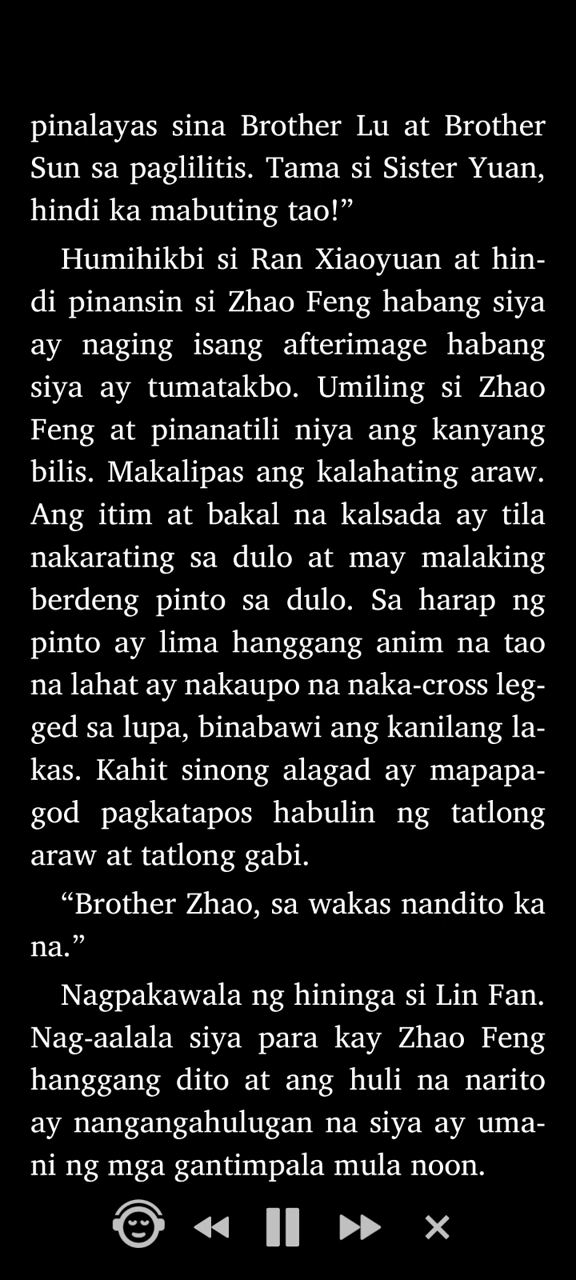 pinalayas sina Brother Lu at Brother
Sun sa paglilitis. Tama si Sister Yuan,
hindi ka mabuting tao!”
Humihikbi si Ran Xiaoyuan at hin-
di pinansin si Zhao Feng habang siya
ay naging isang afterimage habang
siya ay tumatakbo. Umiling si Zhao
Feng at pinanatili niya ang kanyang
bilis. Makalipas ang kalahating araw.
Ang itim at bakal na kalsada ay tila
nakarating sa dulo at may malaking
berdeng pinto sa dulo. Sa harap ng
pinto ay lima hanggang anim na tao
na lahat ay nakaupo na naka-cross leg-
ged sa lupa, binabawi ang kanilang la-
kas. Kahit sinong alagad ay mapapa-
god pagkatapos habulin ng tatlong
araw at tatlong gabi.
“Brother Zhao, sa wakas nandito ka
na.”
Nagpakawala ng hininga si Lin Fan.
Nag-aalala siya para kay Zhao Feng
hanggang dito at ang huli na narito
ay nangangahulugan na siya ay uma-
ni ng mga gantimpala mula noon.